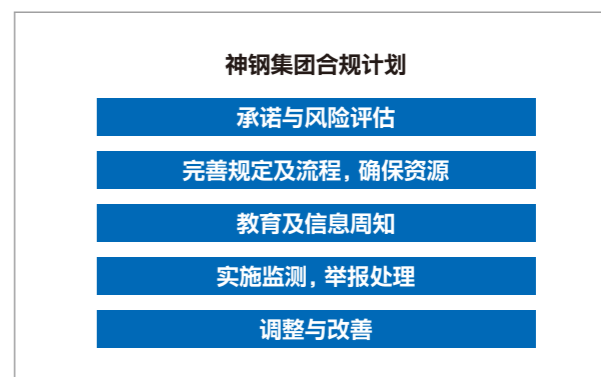 神钢集团合规计划
承诺与风险评估
完善规定及流程，确保资源
教育及信息周知
实施监测，举报处理
调整与改善